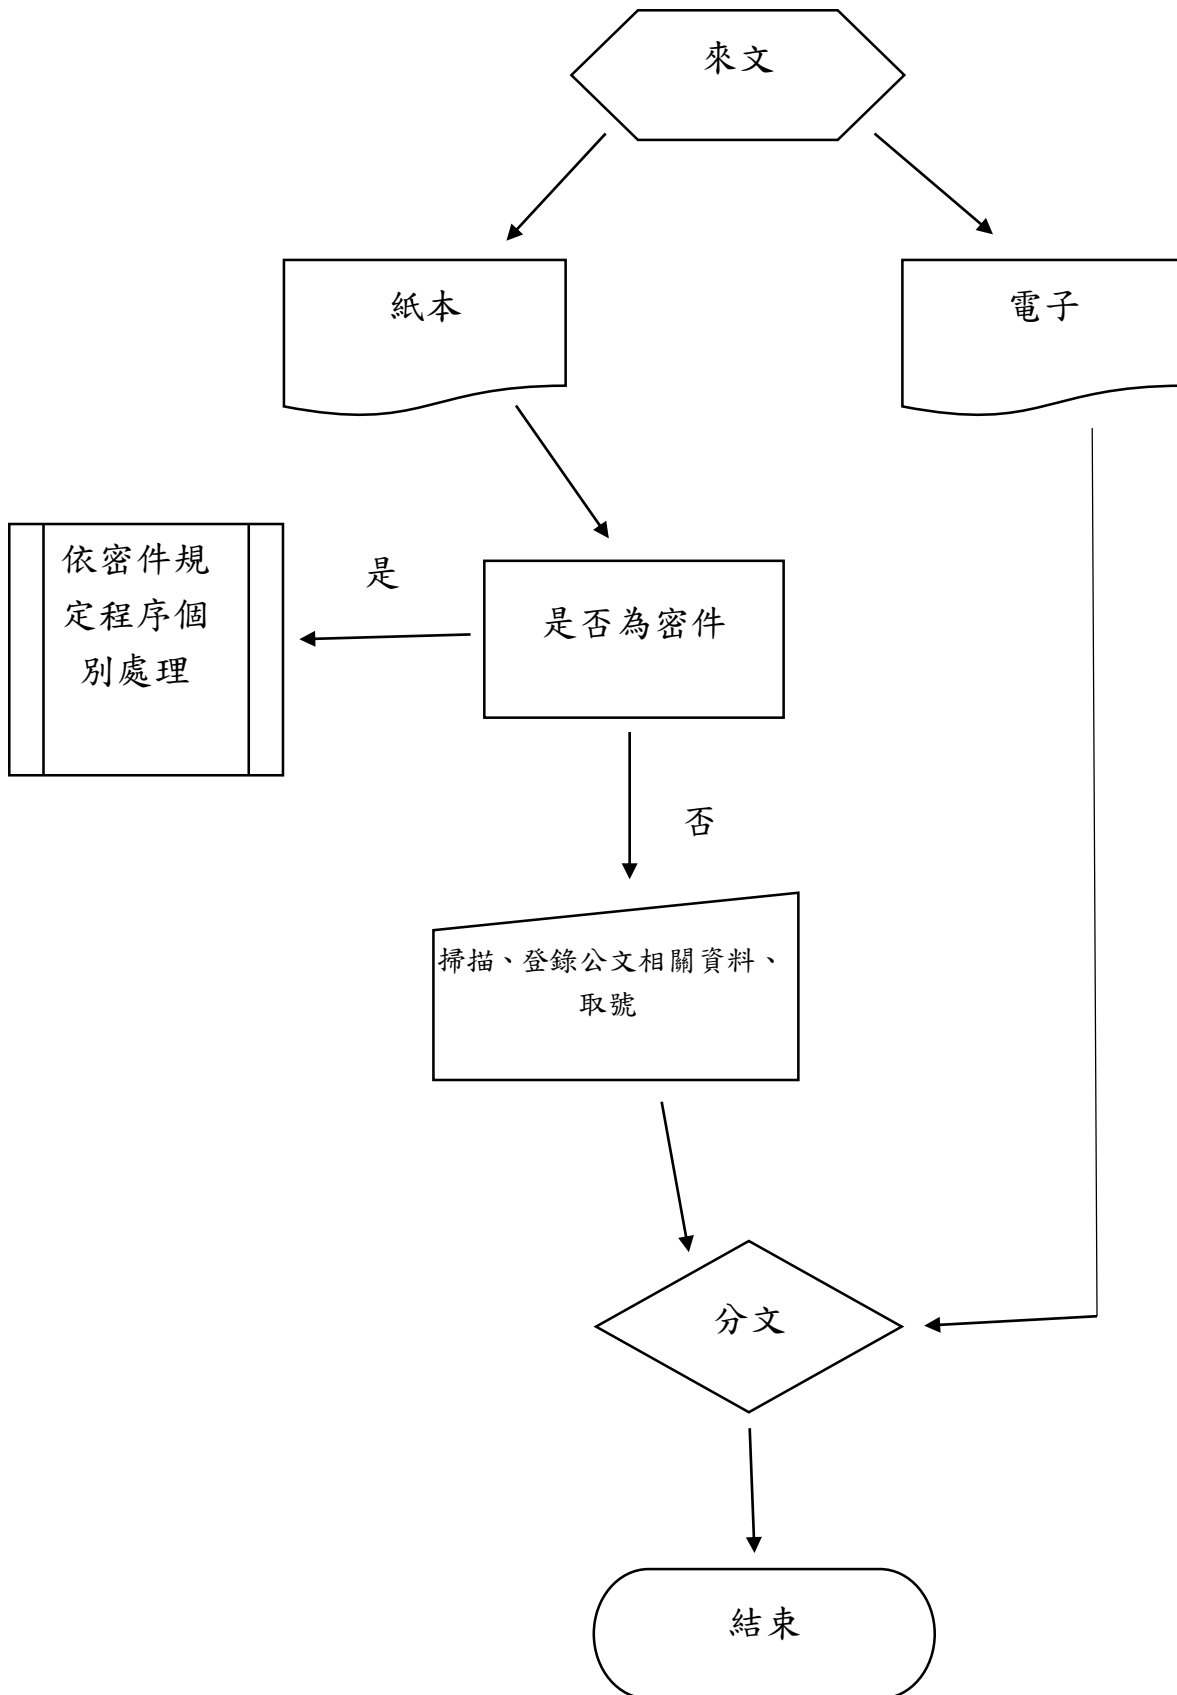 來文
紙本
電子
依密件規
定程序個
別處理
是
是否為密件
否
掃描、登錄公文相關資料、
取號
分文
結束